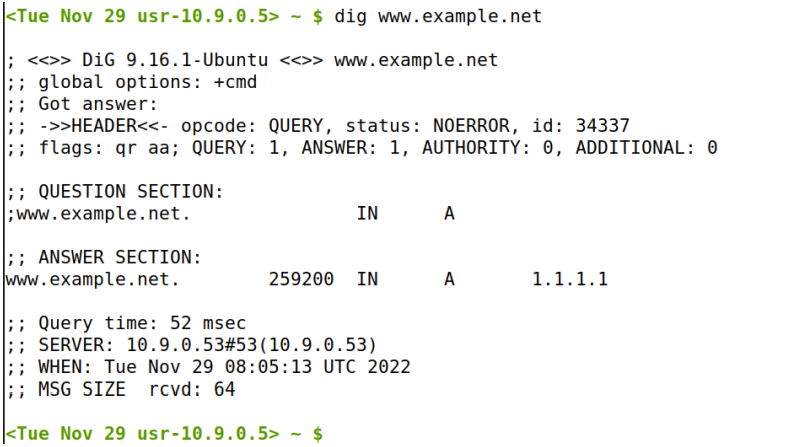 <Tue Nov 29 usr-10.9.0.5> ~ $ dig www.example.net
; <<>> DiG 9.16.1-Ubuntu <<>> www.example.net
;; global options: +cmd
;; Got answer:
;; ->>HEADER<<- opcode: QUERY, status: NOERROR, id: 34337
;; flags: qr aa; QUERY: 1, ANSWER: 1, AUTHORITY: 0, ADDITIONAL: 0
;; QUESTION SECTION:
;www.example.net.               IN      A
;; ANSWER SECTION:
www.example.net.        259200  IN      A       1.1.1.1
;; Query time: 52 msec
;; SERVER: 10.9.0.53#53(10.9.0.53)
;; WHEN: Tue Nov 29 08:05:13 UTC 2022
;; MSG SIZE  rcvd: 64
<Tue Nov 29 usr-10.9.0.5> ~ $